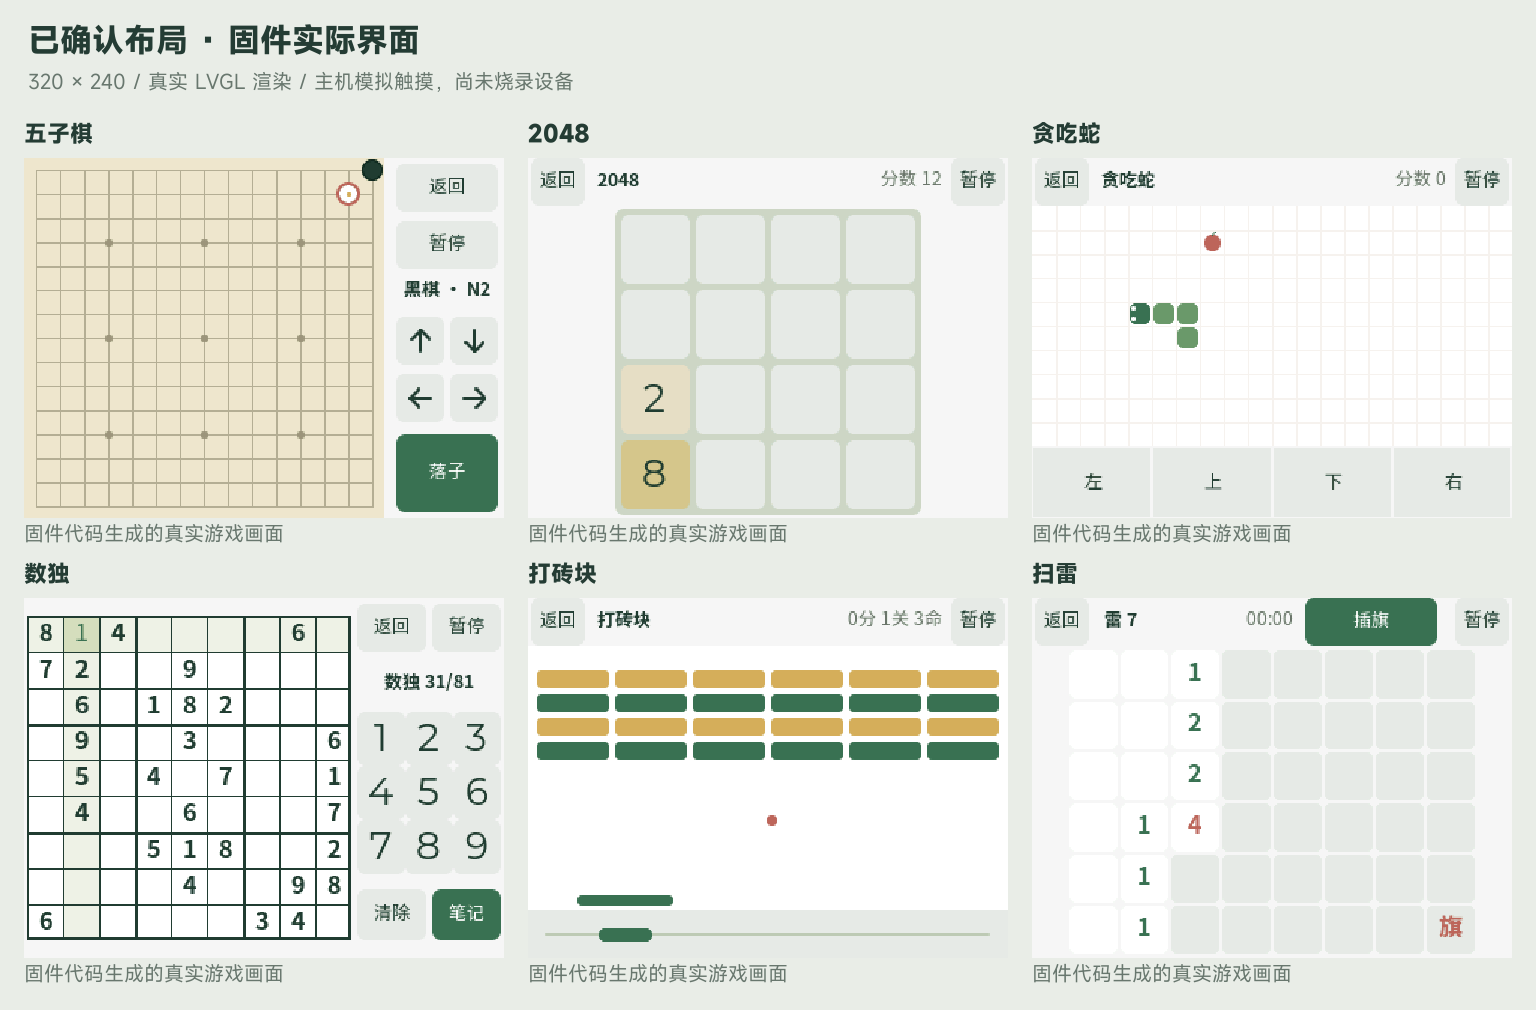 已确认布局 · 固件实际界面
320 × 240 / 真实 LVGL 渲染 / 主机模拟触摸，尚未烧录设备
五子棋
返回
暂停
黑棋 · N2
↑ ↓
← →
落子
固件代码生成的真实游戏画面
2048
返回 2048 分数 12 暂停
2
8
固件代码生成的真实游戏画面
贪吃蛇
返回 贪吃蛇 分数 0 暂停
左 上 下 右
固件代码生成的真实游戏画面
数独
8 1 4 6
7 2 9
6 1 8 2
9 3 6
5 4 7 1
4 6 7
5 1 8 2
4 9 8
6 3 4
返回 暂停
数独 31/81
1 2 3
4 5 6
7 8 9
清除 笔记
固件代码生成的真实游戏画面
打砖块
返回 打砖块 0分 1关 3命 暂停
固件代码生成的真实游戏画面
扫雷
返回 雷 7 00:00 插旗 暂停
1
2
2
1 4
1
1 旗
固件代码生成的真实游戏画面